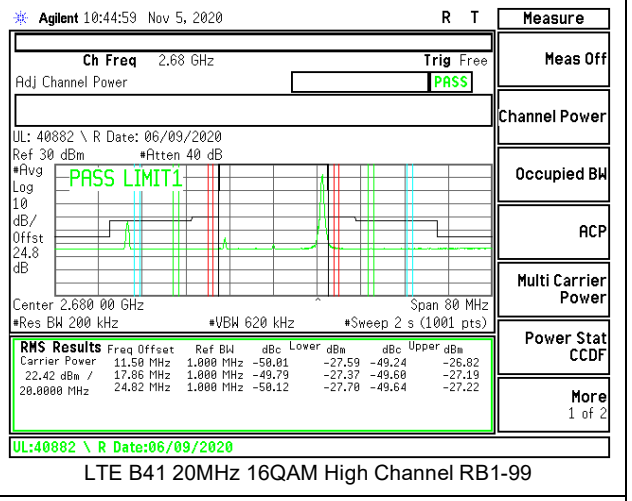 Agilent 10:44:59 Nov 5, 2020 R T
Measure
Ch Freq 2.68 GHz Trig Free
Meas Off
Adj Channel Power PASS
Channel Power
UL: 40882 \ R Date: 06/09/2020
Ref 30 dBm #Atten 40 dB
#Avg
Log
10
dB/
Offst
24.8
dB
PASS LIMIT1
Occupied BW
ACP
Multi Carrier
Power
Center 2.680 00 GHz Span 80 MHz
#Res BW 200 kHz #VBW 620 kHz #Sweep 2 s (1001 pts)
Power Stat
CCDF
RMS Results Freq Offset Ref BW dBc Lower dBm dBc Upper dBm
Carrier Power 11.50 MHz 1.000 MHz -50.01 -27.59 -49.24 -26.82
22.42 dBm / 17.86 MHz 1.000 MHz -49.79 -27.37 -49.60 -27.19
20.0000 MHz 24.82 MHz 1.000 MHz -50.12 -27.70 -49.64 -27.22
More
1 of 2
UL:40882 \ R Date:06/09/2020
LTE B41 20MHz 16QAM High Channel RB1-99